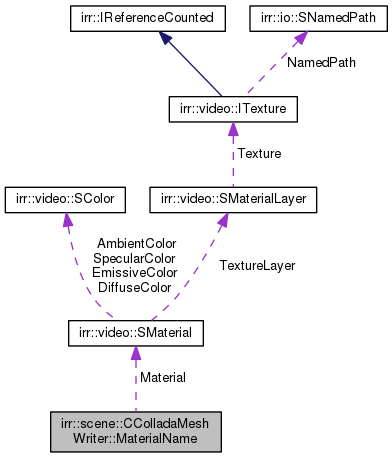 irr::IReferenceCounted
irr::io::SNamedPath
NamedPath
irr::video::ITexture
Texture
irr::video::SColor
irr::video::SMaterialLayer
AmbientColor
SpecularColor
EmissiveColor
DiffuseColor
TextureLayer
irr::video::SMaterial
Material
irr::scene::CColladaMesh
Writer::MaterialName